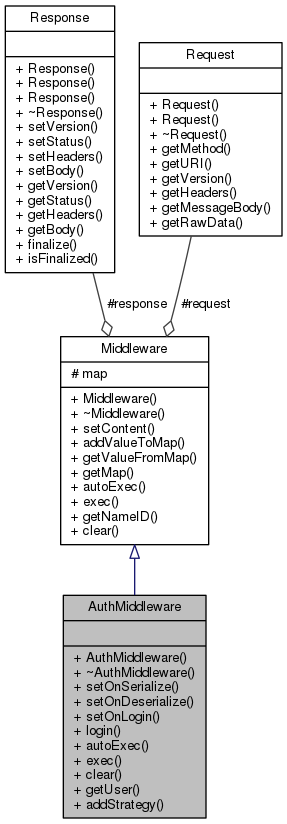 Response
+ Response()
+ Response()
+ Response()
+ ~Response()
+ setVersion()
+ setStatus()
+ setHeaders()
+ setBody()
+ getVersion()
+ getStatus()
+ getHeaders()
+ getBody()
+ finalize()
+ isFinalized()
Request
+ Request()
+ Request()
+ ~Request()
+ getMethod()
+ getURI()
+ getVersion()
+ getHeaders()
+ getMessageBody()
+ getRawData()
#response
#request
Middleware
# map
+ Middleware()
+ ~Middleware()
+ setContent()
+ addValueToMap()
+ getValueFromMap()
+ getMap()
+ autoExec()
+ exec()
+ getNameID()
+ clear()
AuthMiddleware
+ AuthMiddleware()
+ ~AuthMiddleware()
+ setOnSerialize()
+ setOnDeserialize()
+ setOnLogin()
+ login()
+ autoExec()
+ exec()
+ clear()
+ getUser()
+ addStrategy()